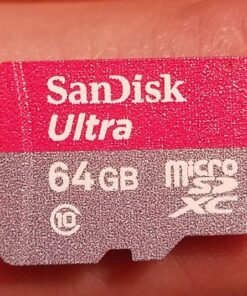 SanDisk
Ultra
64GB
micro
SD
XC
10